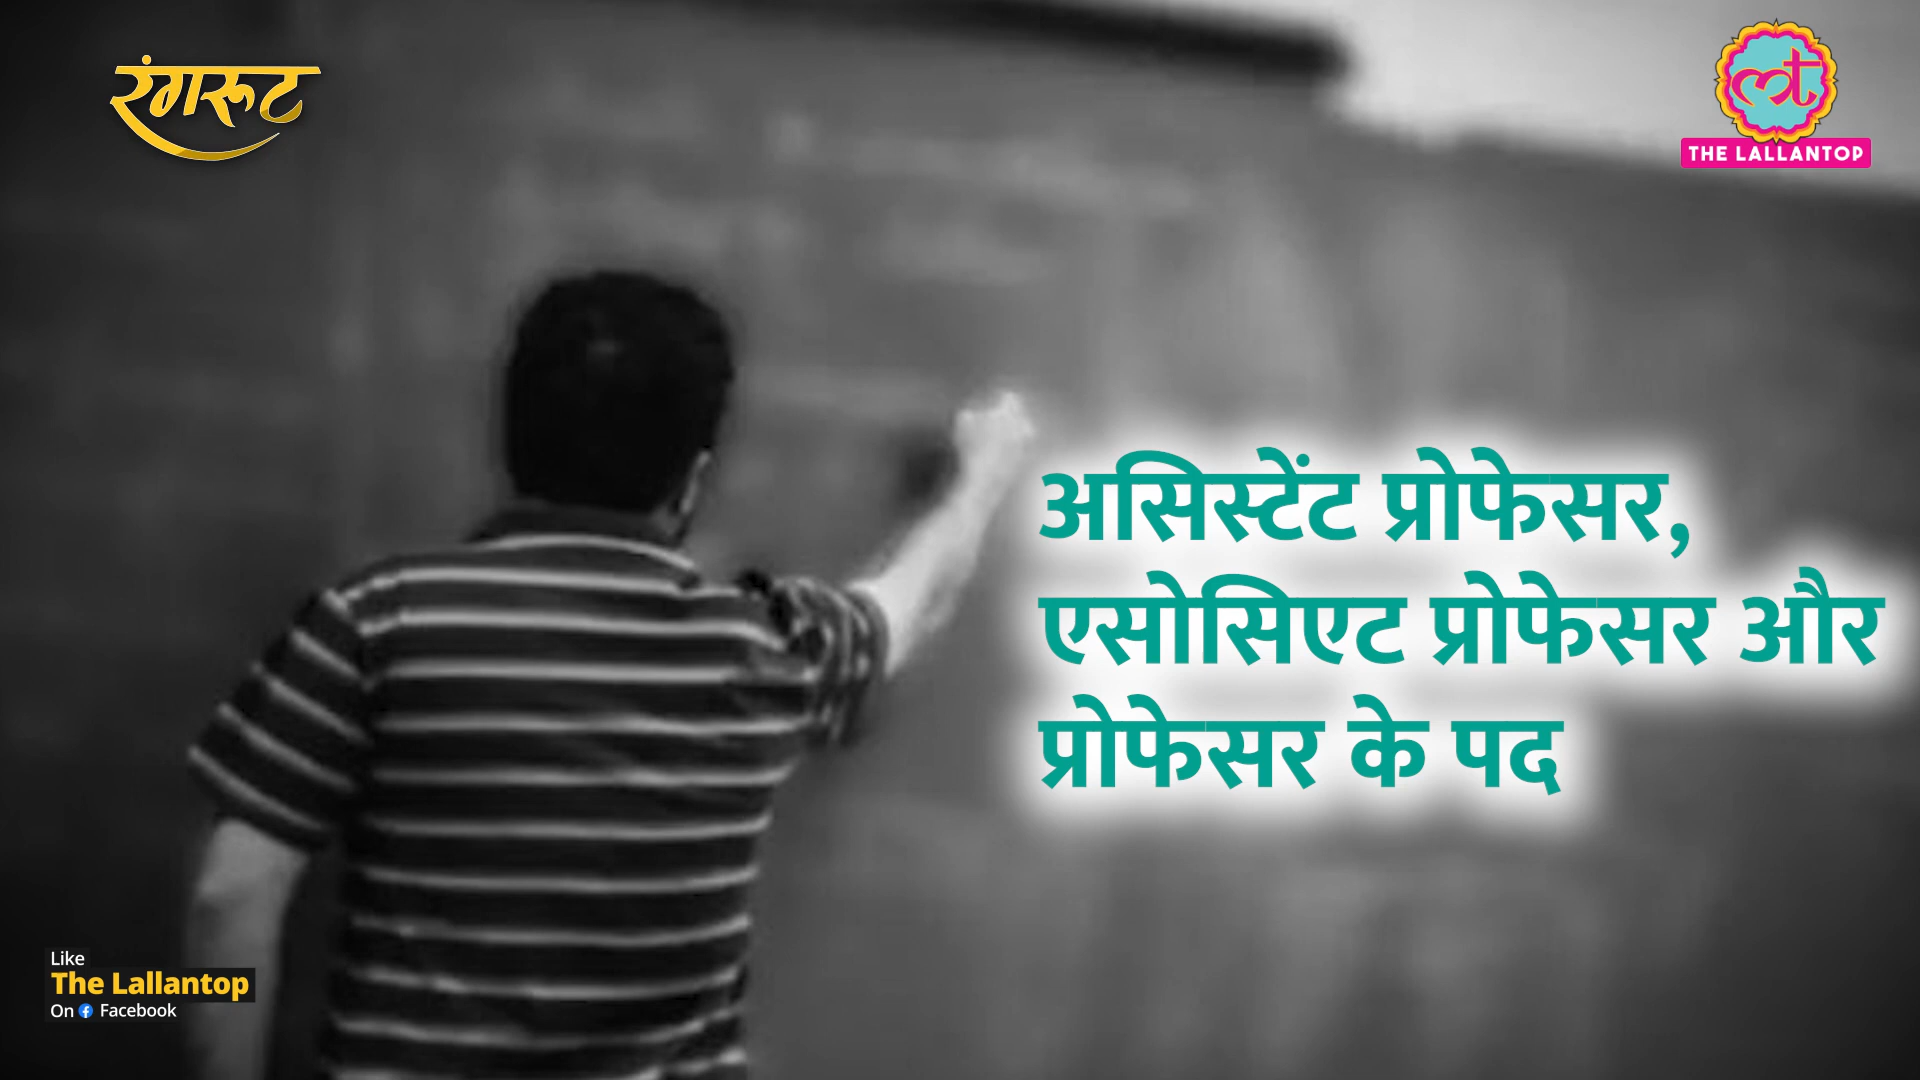 रंगरूट
THE LALLANTOP
असिस्टेंट प्रोफेसर,
एसोसिएट प्रोफेसर और
प्रोफेसर के पद
Like
The Lallantop
On Facebook